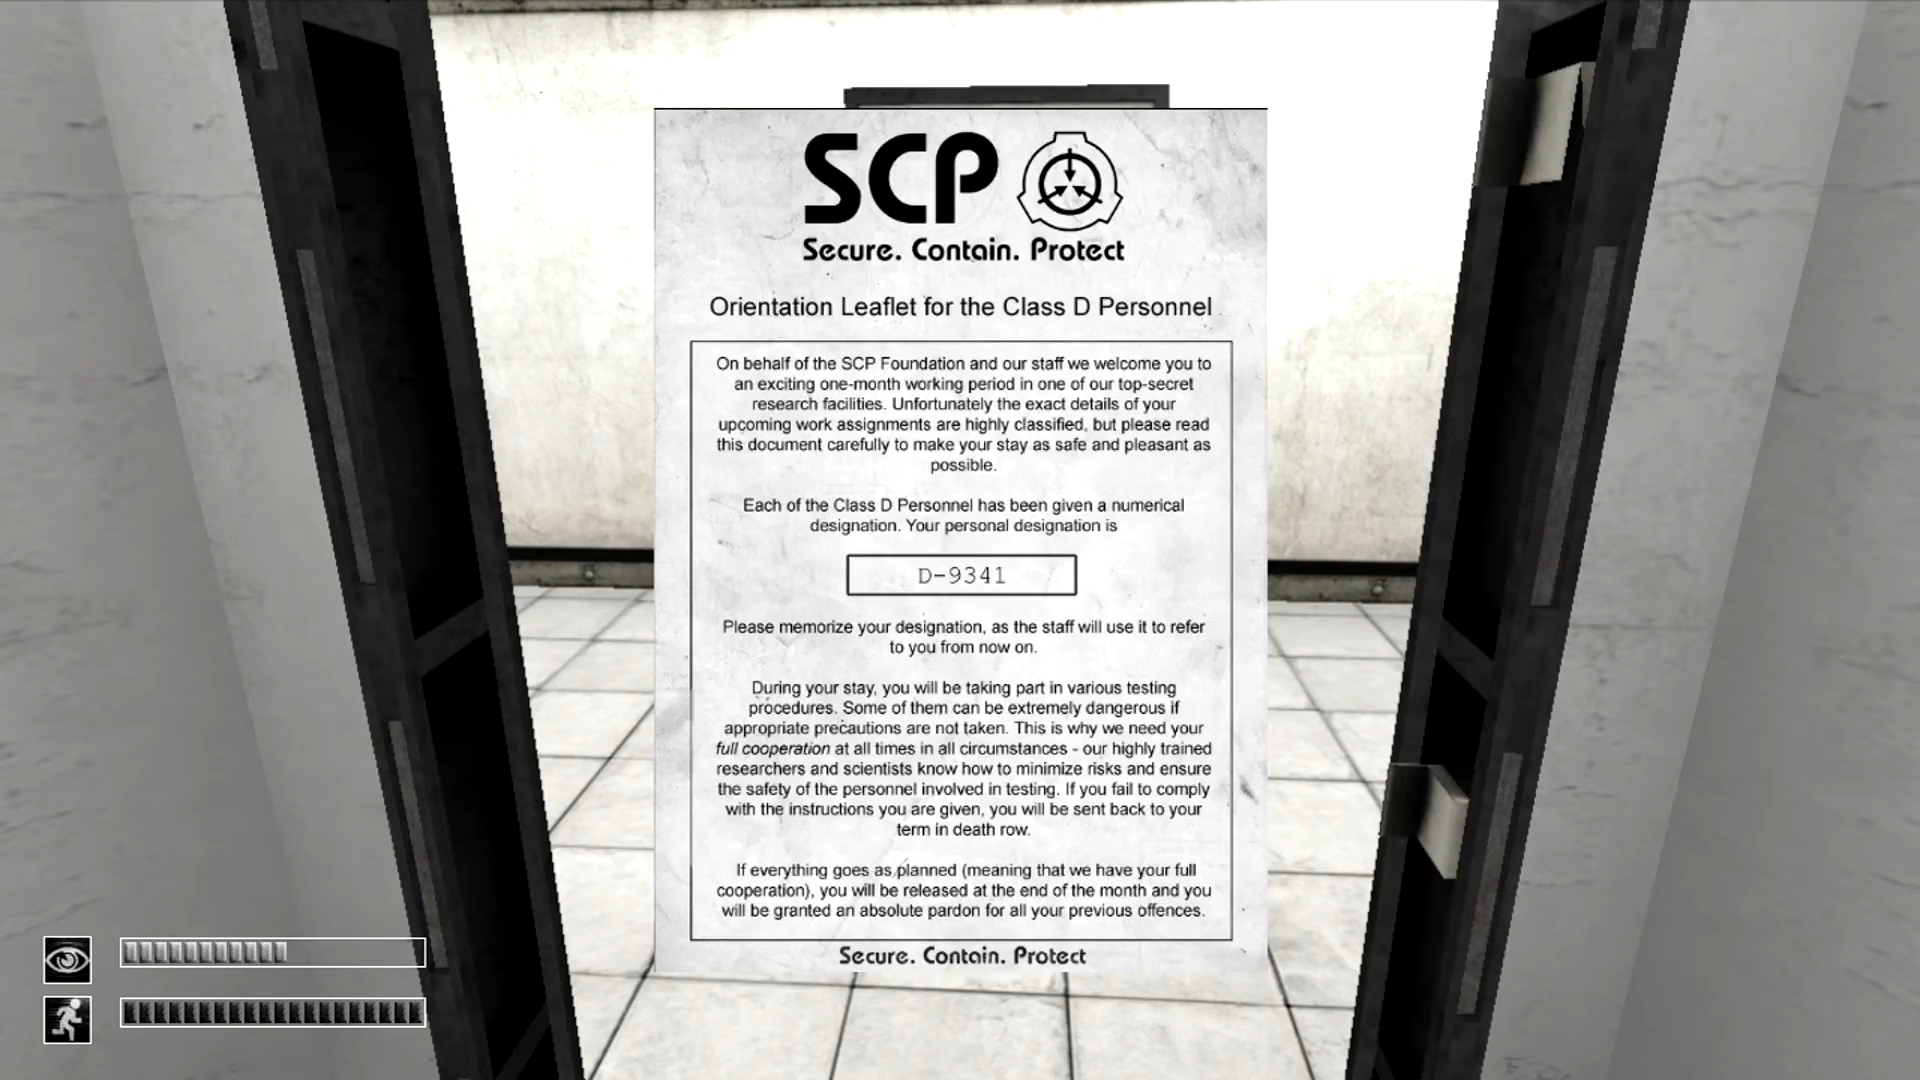 SCP
Secure. Contain. Protect
Orientation Leaflet for the Class D Personnel
On behalf of the SCP Foundation and our staff we welcome you to
an exciting one-month working period in one of our top-secret
research facilities. Unfortunately the exact details of your
upcoming work assignments are highly classified, but please read
this document carefully to make your stay as safe and pleasant as
possible.
Each of the Class D Personnel has been given a numerical
designation. Your personal designation is
D-9341
Please memorize your designation, as the staff will use it to refer
to you from now on.
During your stay, you will be taking part in various testing
procedures. Some of them can be extremely dangerous if
appropriate precautions are not taken. This is why we need your
full cooperation at all times in all circumstances - our highly trained
researchers and scientists know how to minimize risks and ensure
the safety of the personnel involved in testing. If you fail to comply
with the instructions you are given, you will be sent back to your
term in death row.
If everything goes as planned (meaning that we have your full
cooperation), you will be released at the end of the month and you
will be granted an absolute pardon for all your previous offences.
Secure. Contain. Protect